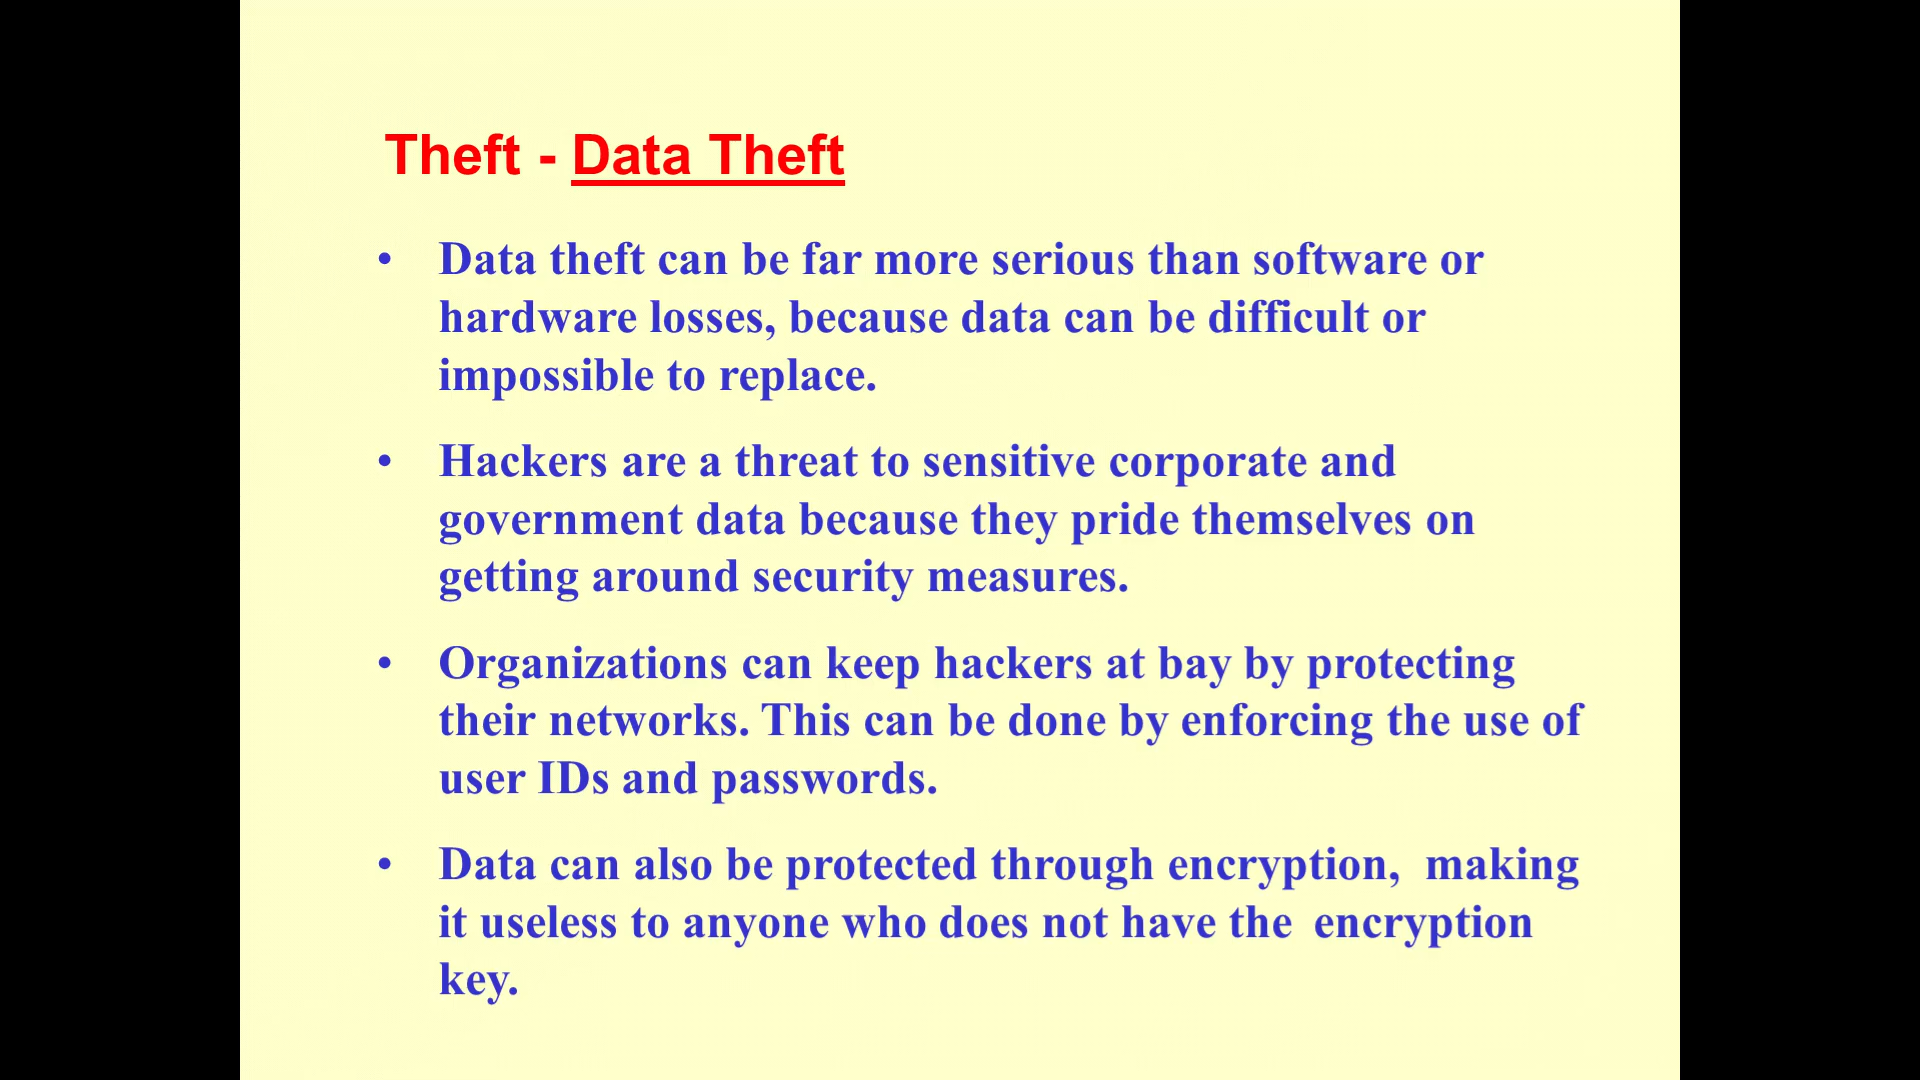 Theft - Data Theft
• Data theft can be far more serious than software or
hardware losses, because data can be difficult or
impossible to replace.
• Hackers are a threat to sensitive corporate and
government data because they pride themselves on
getting around security measures.
• Organizations can keep hackers at bay by protecting
their networks. This can be done by enforcing the use of
user IDs and passwords.
• Data can also be protected through encryption,  making
it useless to anyone who does not have the  encryption
key.